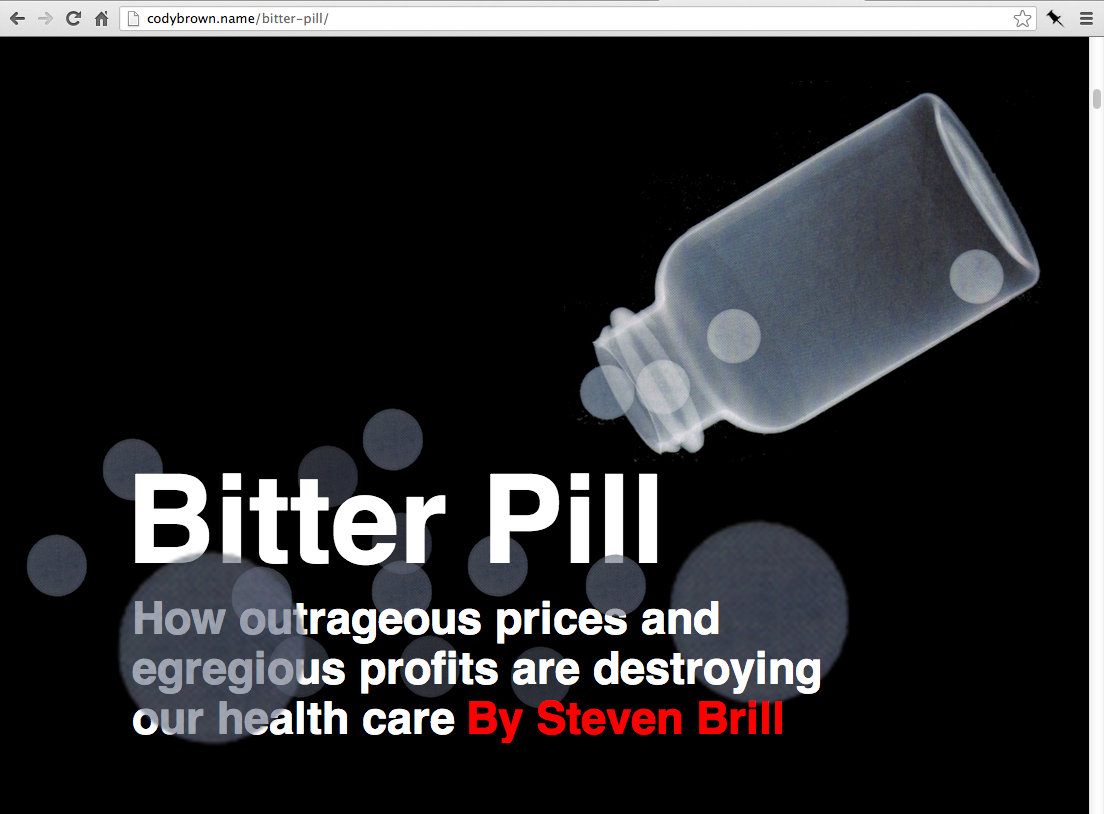 codybrown.name/bitter-pill/
Bitter Pill
How outrageous prices and
egregious profits are destroying
our health care By Steven Brill